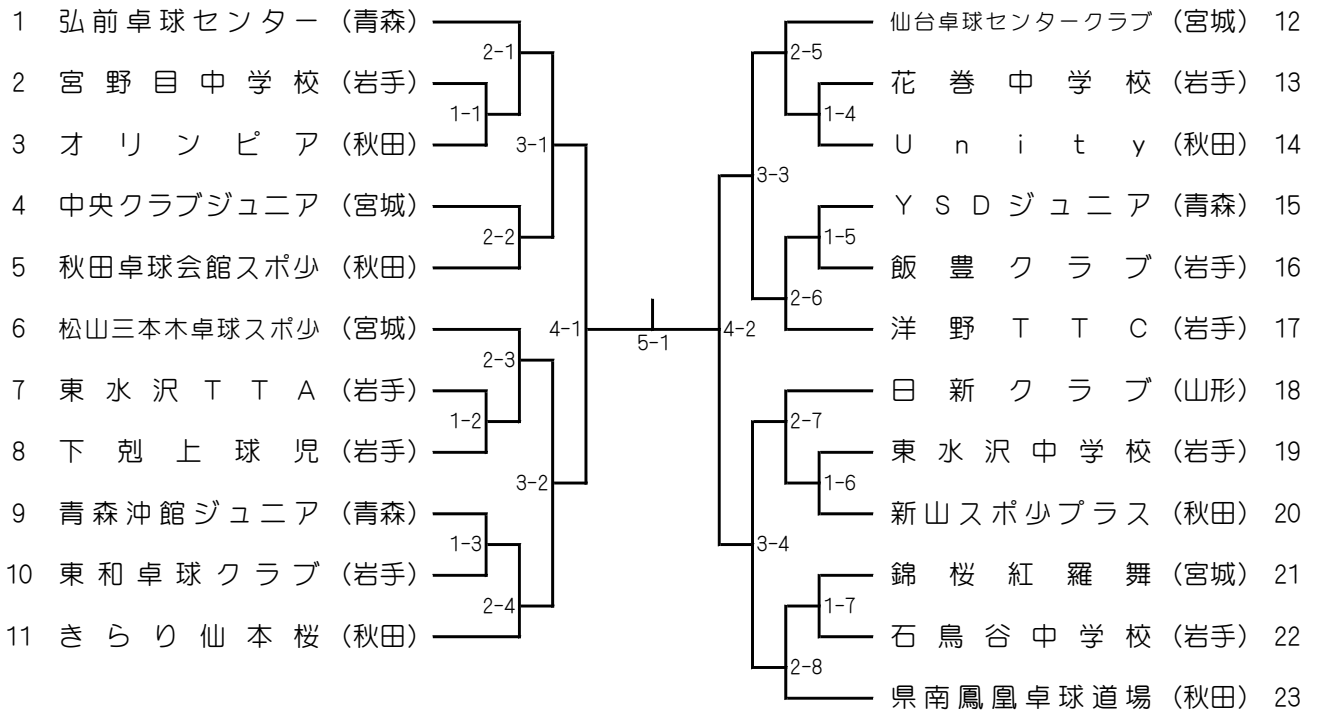 1 弘前卓球センター （青森）
2-1
2 宮野目中学校 （岩手）
1-1
3 オリンピア （秋田）
3-1
4 中央クラブジュニア （宮城）
2-2
5 秋田卓球会館スポ少 （秋田）
4-1
6 松山三本木卓球スポ少 （宮城）
2-3
7 東水沢TTA （岩手）
1-2
8 下剋上球児 （岩手）
3-2
9 青森沖館ジュニア （青森）
1-3
10 東和卓球クラブ （岩手）
2-4
11 きらり仙本桜 （秋田）
5-1
仙台卓球センタークラブ （宮城） 12
2-5
花巻中学校 （岩手） 13
1-4
Unity （秋田） 14
3-3
YSDジュニア （青森） 15
1-5
飯豊クラブ （岩手） 16
2-6
洋野TTC （岩手） 17
4-2
日新クラブ （山形） 18
2-7
東水沢中学校 （岩手） 19
1-6
新山スポ少プラス （秋田） 20
3-4
錦桜紅羅舞 （宮城） 21
1-7
石鳥谷中学校 （岩手） 22
2-8
県南鳳凰卓球道場 （秋田） 23